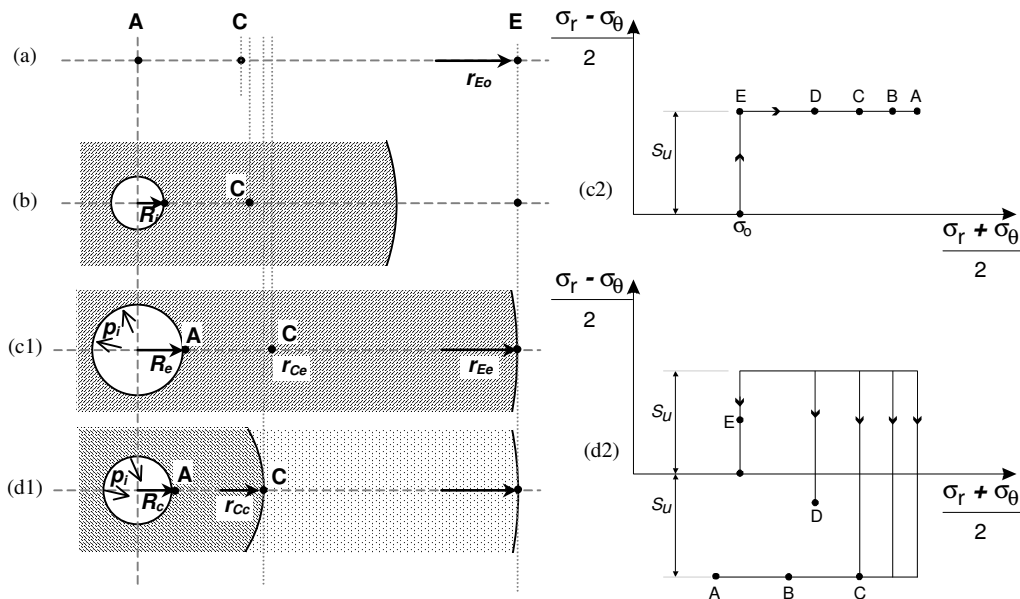 A C E
(a)
r_Eo
(b)
R_i
C
(c1)
p_i
A
R_e
C
r_Ce
r_Ee
(d1)
p_i
A
R_c
r_Cc
C
σ_r - σ_θ
2
E D C B A
s_u
(c2)
σ_o
σ_r + σ_θ
2
σ_r - σ_θ
2
s_u
E
(d2)
s_u
D
σ_r + σ_θ
2
A B C